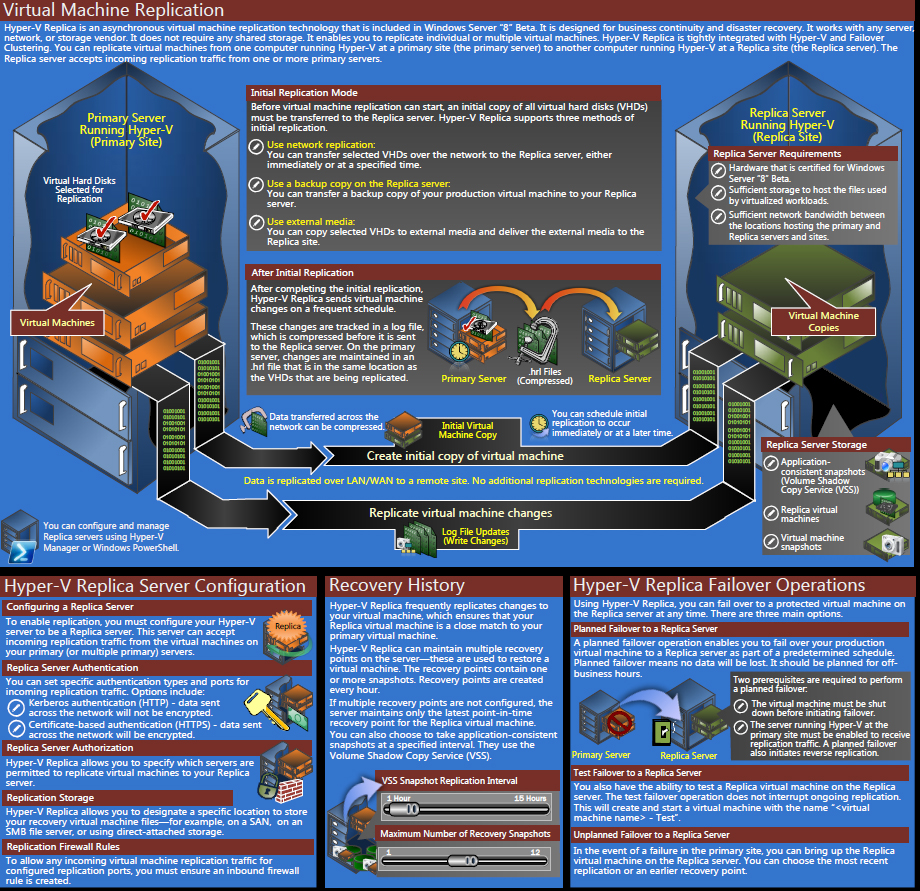 Virtual Machine Replication
Hyper-V Replica is an asynchronous virtual machine replication technology that is included in Windows Server "8" Beta. It is designed for business continuity and disaster recovery. It works with any server,
network, or storage vendor. It does not require any shared storage. It enables you to replicate individual or multiple virtual machines. Hyper-V Replica is tightly integrated with Hyper-V and Failover
Clustering. You can replicate virtual machines from one computer running Hyper-V at a primary site (the primary server) to another computer running Hyper-V at a Replica site (the Replica server). The
Replica server accepts incoming replication traffic from one or more primary servers.
Primary Server
Running Hyper-V
(Primary Site)
Virtual Hard Disks
Selected for
Replication
Virtual Machines
Initial Replication Mode
Before virtual machine replication can start, an initial copy of all virtual hard disks (VHDs)
must be transferred to the Replica server. Hyper-V Replica supports three methods of
initial replication.
Use network replication:
You can transfer selected VHDs over the network to the Replica server, either
immediately or at a specified time.
Use a backup copy on the Replica server:
You can transfer a backup copy of your production virtual machine to your Replica
server.
Use external media:
You can copy selected VHDs to external media and deliver the external media to the
Replica site.
After Initial Replication
After completing the initial replication,
Hyper-V Replica sends virtual machine
changes on a frequent schedule.
These changes are tracked in a log file,
which is compressed before it is sent
to the Replica server. On the primary
server, changes are maintained in an
.hrl file that is in the same location as
the VHDs that are being replicated.
Primary Server
.hrl Files
(Compressed)
Replica Server
Replica Server
Running Hyper-V
(Replica Site)
Replica Server Requirements
Hardware that is certified for Windows
Server "8" Beta.
Sufficient storage to host the files used
by virtualized workloads.
Sufficient network bandwidth between
the locations hosting the primary and
Replica servers and sites.
Virtual Machine
Copies
Data transferred across the
network can be compressed.
Initial Virtual
Machine Copy
You can schedule initial
replication to occur
immediately or at a later time.
Create initial copy of virtual machine
Data is replicated over LAN/WAN to a remote site. No additional replication technologies are required.
Replicate virtual machine changes
Log File Updates
(Write Changes)
You can configure and manage
Replica servers using Hyper-V
Manager or Windows PowerShell.
Replica Server Storage
Application-
consistent snapshots
(Volume Shadow
Copy Service (VSS))
Replica virtual
machines
Virtual machine
snapshots
Hyper-V Replica Server Configuration
Configuring a Replica Server
To enable replication, you must configure your Hyper-V
server to be a Replica server. This server can accept
incoming replication traffic from the virtual machines on
your primary (or multiple primary) servers.
Replica
Replica Server Authentication
You can set specific authentication types and ports for
incoming replication traffic. Options include:
Kerberos authentication (HTTP) - data sent
across the network will not be encrypted.
Certificate-based authentication (HTTPS) - data sent
across the network will be encrypted.
Replica Server Authorization
Hyper-V Replica allows you to specify which servers are
permitted to replicate virtual machines to your Replica
server.
Replication Storage
Hyper-V Replica allows you to designate a specific location to store
your recovery virtual machine files—for example, on a SAN, on an
SMB file server, or using direct-attached storage.
Replication Firewall Rules
To allow any incoming virtual machine replication traffic for
configured replication ports, you must ensure an inbound firewall
rule is created.
Recovery History
Hyper-V Replica frequently replicates changes to
your virtual machine, which ensures that your
Replica virtual machine is a close match to your
primary virtual machine.
Hyper-V Replica can maintain multiple recovery
points on the server—these are used to restore a
virtual machine. The recovery points contain one
or more snapshots. Recovery points are created
every hour.
If multiple recovery points are not configured, the
server maintains only the latest point-in-time
recovery point for the Replica virtual machine.
You can also choose to take application-consistent
snapshots at a specified interval. They use the
Volume Shadow Copy Service (VSS).
VSS Snapshot Replication Interval
1 Hour 15 Hours
Maximum Number of Recovery Snapshots
1 12
Hyper-V Replica Failover Operations
Using Hyper-V Replica, you can fail over to a protected virtual machine on
the Replica server at any time. There are three main options.
Planned Failover to a Replica Server
A planned failover operation enables you to fail over your production
virtual machine to a Replica server as part of a predetermined schedule.
Planned failover means no data will be lost. It should be planned for off-
business hours.
Primary Server
Replica Server
Two prerequisites are required to perform
a planned failover:
The virtual machine must be shut
down before initiating failover.
The server running Hyper-V at the
primary site must be enabled to receive
replication traffic. A planned failover
also initiates reverse replication.
Test Failover to a Replica Server
You also have the ability to test a Replica virtual machine on the Replica
server. The test failover operation does not interrupt ongoing replication.
This will create and start a virtual machine with the name "<virtual
machine name> - Test".
Unplanned Failover to a Replica Server
In the event of a failure in the primary site, you can bring up the Replica
virtual machine on the Replica server. You can choose the most recent
replication or an earlier recovery point.